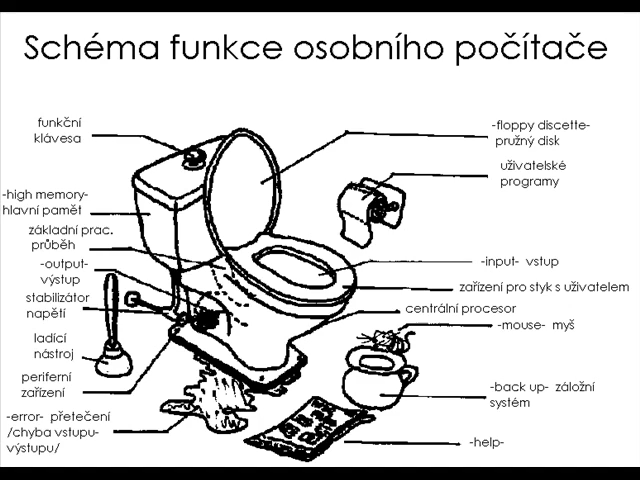 Schéma funkce osobního počítače
funkční
klávesa
-high memory-
hlavní pamět
základní prac.
průběh
-output-
výstup
stabilizátor
napětí
ladící
nástroj
periferní
zařízení
-error- přetečení
/chyba vstupu-
výstupu/
-floppy discette-
pružný disk
uživatelské
programy
-input- vstup
zařízení pro styk s uživatelem
centrální procesor
-mouse- myš
-back up- záložní
systém
-help-